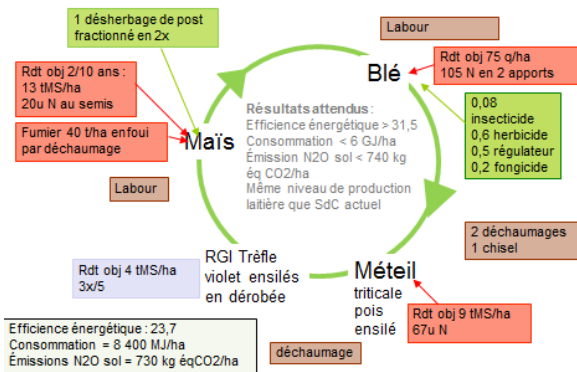 1 désherbage de post
fractionné en 2x
Labour
Rdt obj 75 q/ha
105 N en 2 apports
Blé
Rdt obj 2/10 ans :
13 tMS/ha
20u N au semis
Fumier 40 t/ha enfoui
par déchaumage
Maïs
Résultats attendus :
Efficience énergétique > 31,5
Consommation < 6 GJ/ha
Émission N2O sol < 740 kg
éq CO2/ha
Même niveau de production
laitière que SdC actuel
0,08
insecticide
0,6 herbicide
0,5 régulateur
0,2 fongicide
Labour
2 déchaumages
1 chisel
RGI Trèfle
violet ensilés
en dérobée
Rdt obj 4 tMS/ha
3x/5
Méteil
triticale
pois
ensilé
Rdt obj 9 tMS/ha
67u N
déchaumage
Efficience énergétique : 23,7
Consommation = 8 400 MJ/ha
Émissions N2O sol = 730 kg éqCO2/ha